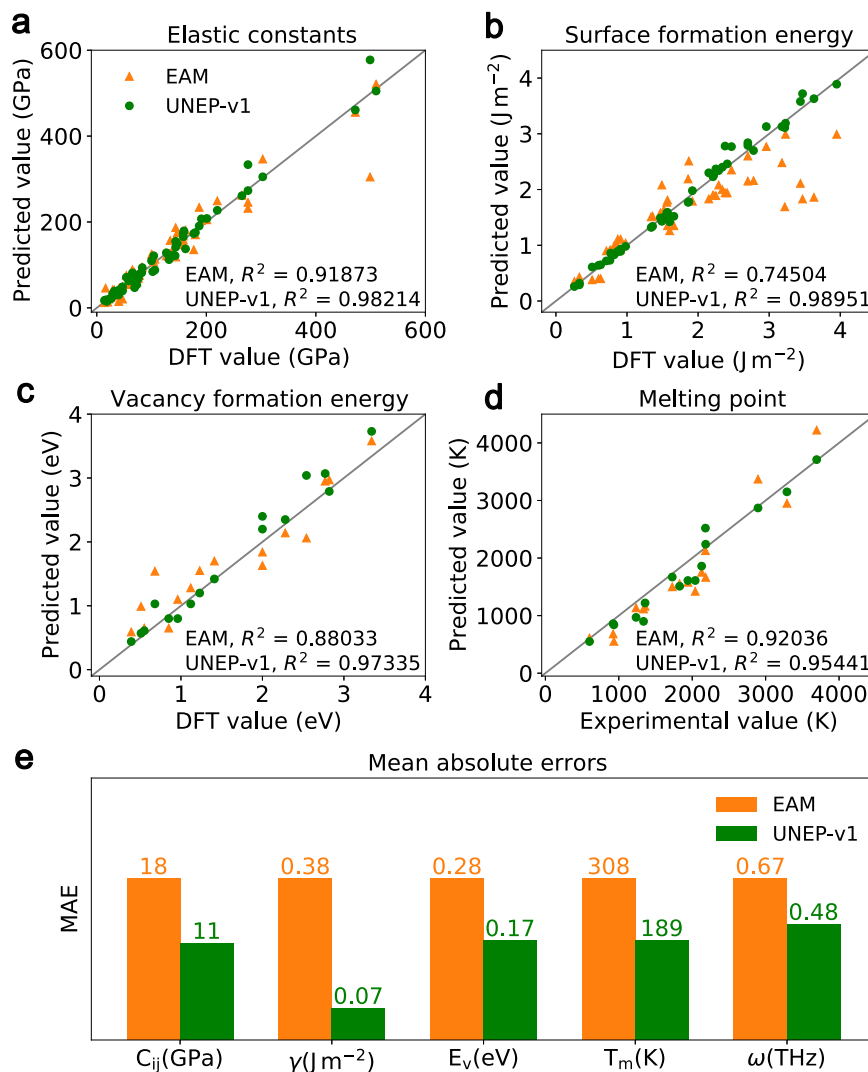 a
Elastic constants
600
400
200
0
0
200
400
600
Predicted value (GPa)
DFT value (GPa)
EAM
UNEP-v1
EAM, R² = 0.91873
UNEP-v1, R² = 0.98214
b
Surface formation energy
4
3
2
1
0
0
1
2
3
4
Predicted value (J m⁻²)
DFT value (J m⁻²)
EAM, R² = 0.74504
UNEP-v1, R² = 0.98951
c
Vacancy formation energy
4
3
2
1
0
0
1
2
3
4
Predicted value (eV)
DFT value (eV)
EAM, R² = 0.88033
UNEP-v1, R² = 0.97335
d
Melting point
4000
3000
2000
1000
0
0
1000
2000
3000
4000
Predicted value (K)
Experimental value (K)
EAM, R² = 0.92036
UNEP-v1, R² = 0.95441
e
Mean absolute errors
MAE
EAM
UNEP-v1
18
11
0.38
0.07
0.28
0.17
308
189
0.67
0.48
C_ij(GPa)
γ(J m⁻²)
E_v(eV)
T_m(K)
ω(THz)